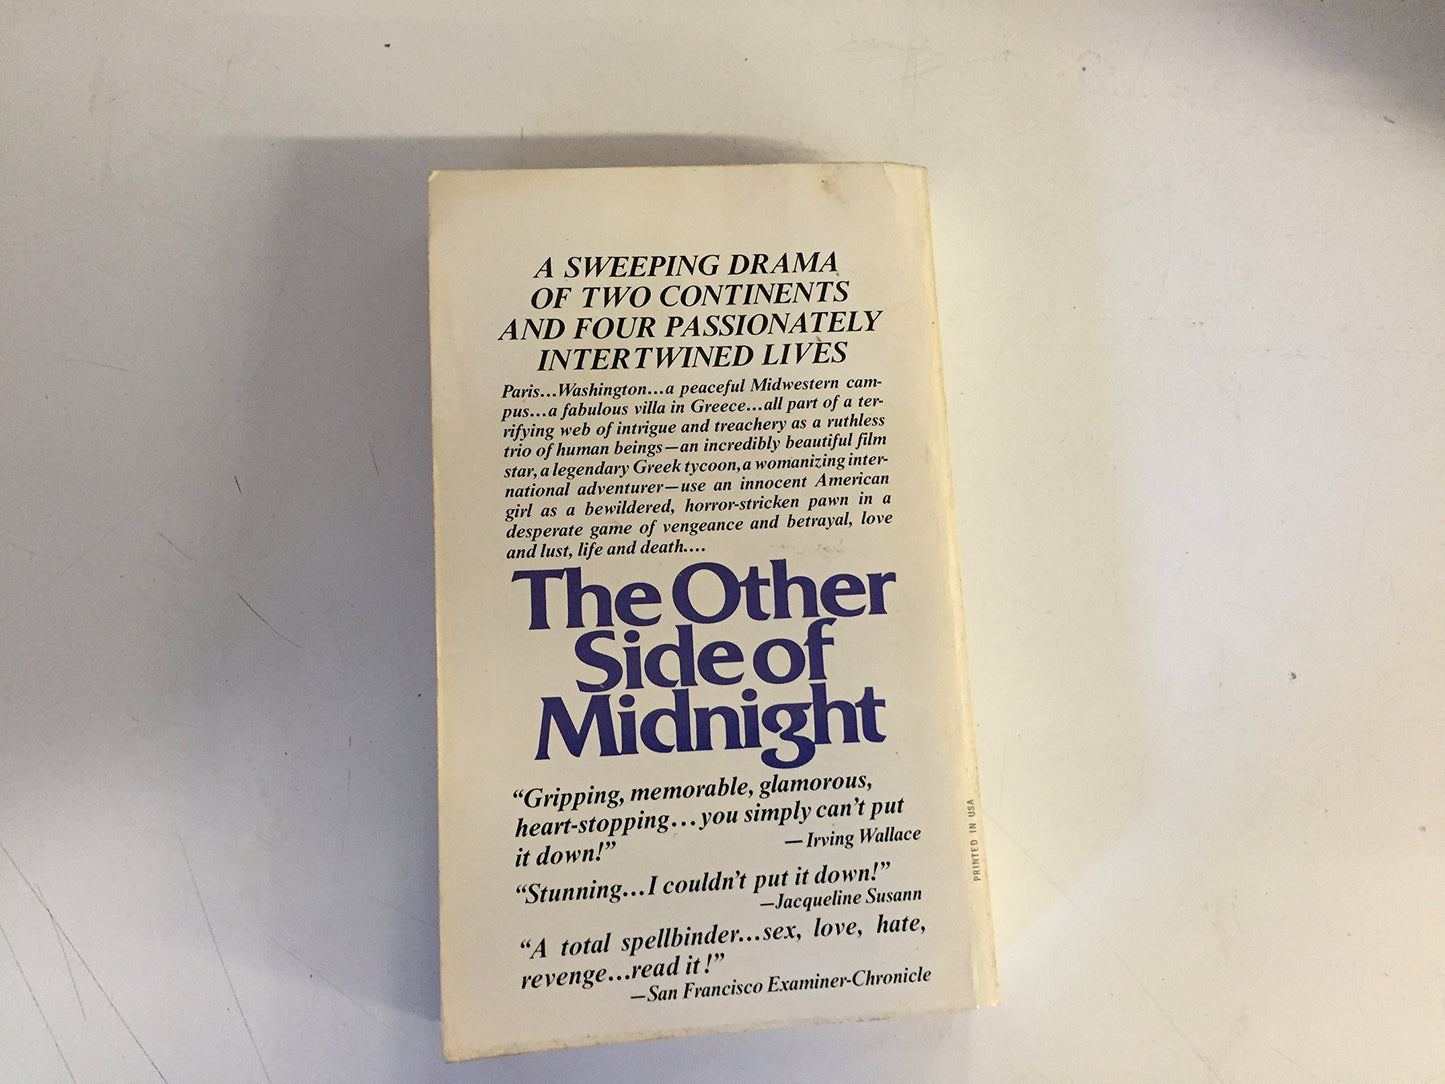 A SWEEPING DRAMA
OF TWO CONTINENTS
AND FOUR PASSIONATELY
INTERTWINED LIVES
Paris...Washington...a peaceful Midwestern cam-
pus...a fabulous villa in Greece...all part of a ter-
rifying web of intrigue and treachery as a ruthless
trio of human beings—an incredibly beautiful film
star, a legendary Greek tycoon, a womanizing inter-
national adventurer—use an innocent American
girl as a bewildered, horror-stricken pawn in a
desperate game of vengeance and betrayal, love
and lust, life and death....
The Other
Side of
Midnight
“Gripping, memorable, glamorous,
heart-stopping...you simply can't put
it down!” —Irving Wallace
“Stunning...I couldn't put it down!”
—Jacqueline Susann
“A total spellbinder...sex, love, hate,
revenge...read it!”
—San Francisco Examiner-Chronicle
PRINTED IN USA